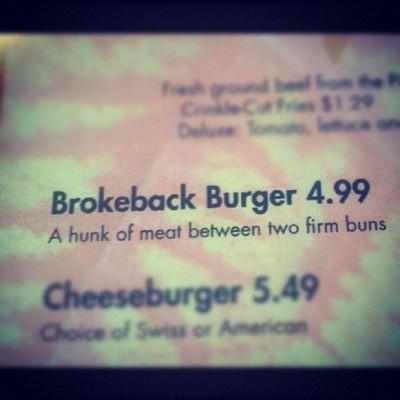 Fresh ground beef from the
Crinkle-Cut Fries $1.29
Deluxe: Tomato, lettuce and
Brokeback Burger 4.99
A hunk of meat between two firm buns
Cheeseburger 5.49
Choice of Swiss or American